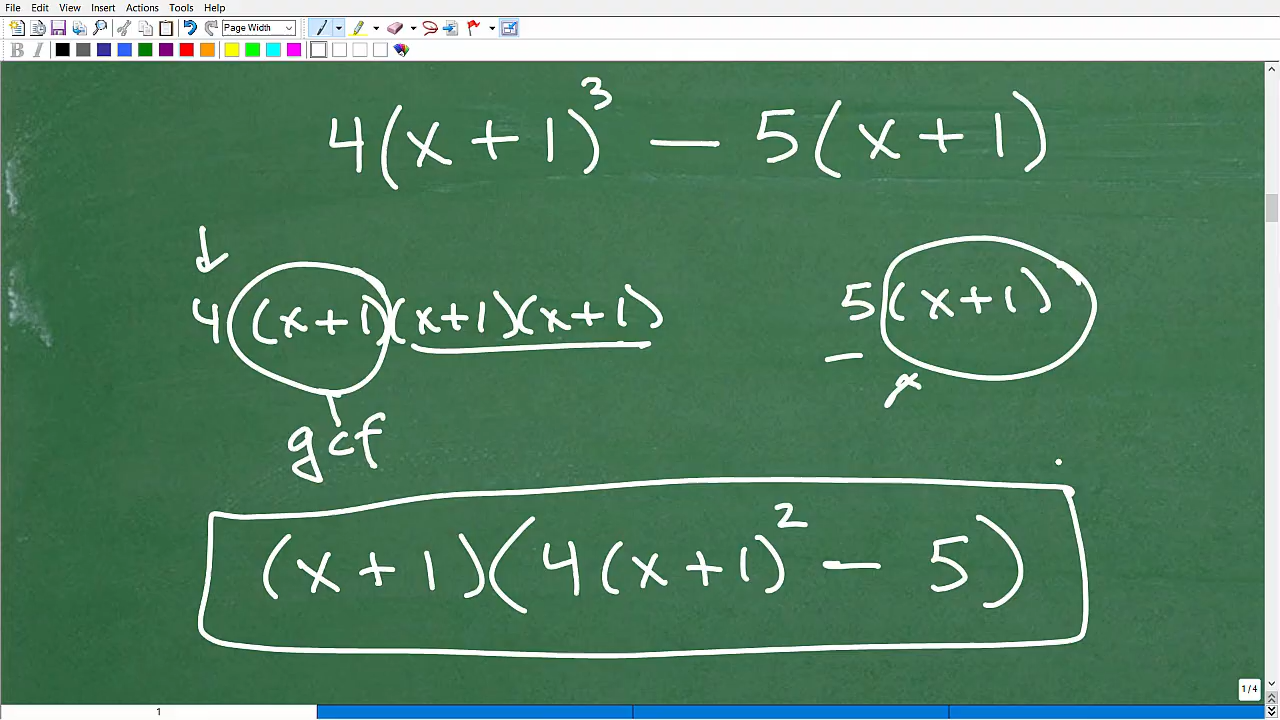 File Edit View Insert Actions Tools Help
Page Width
B I
4(x + 1)³ — 5(x + 1)
4 (x + 1)(x+1)(x+1) 5(x+1)
gcf
(x + 1)(4(x+1)² — 5)
1/4
1